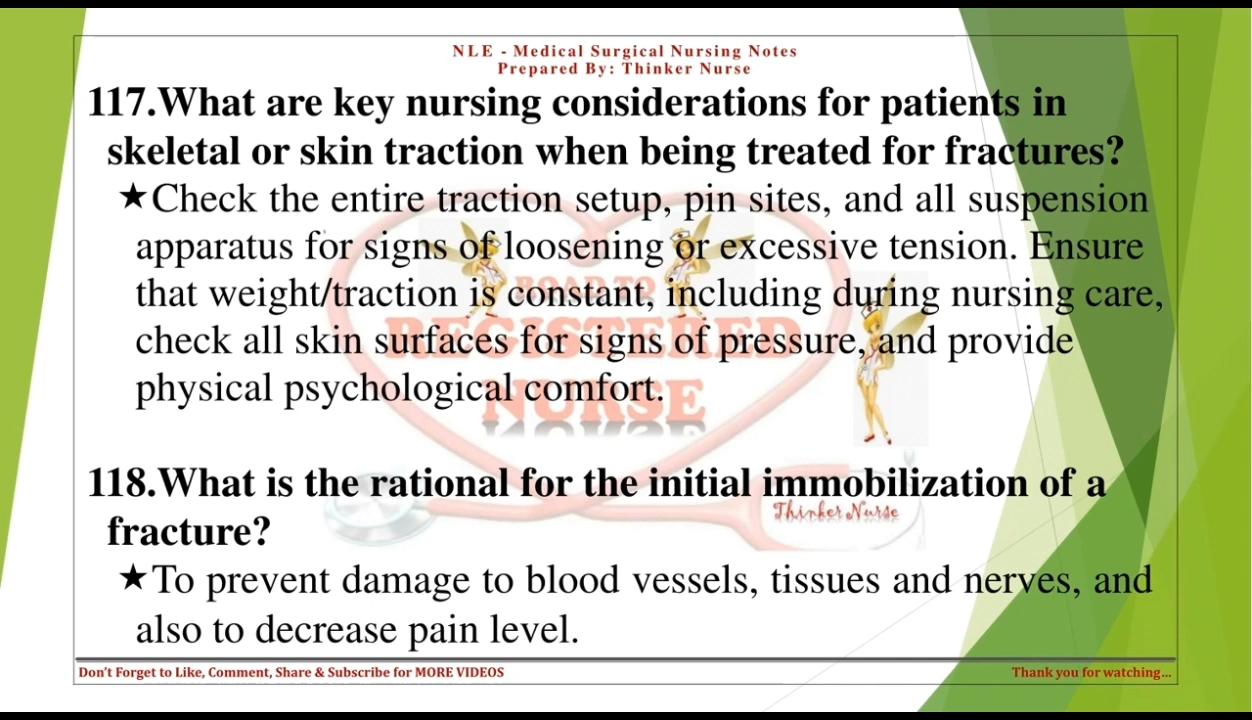 NLE - Medical Surgical Nursing Notes
Prepared By: Thinker Nurse
117.What are key nursing considerations for patients in
skeletal or skin traction when being treated for fractures?
★Check the entire traction setup, pin sites, and all suspension
apparatus for signs of loosening or excessive tension. Ensure
that weight/traction is constant, including during nursing care,
check all skin surfaces for signs of pressure, and provide
physical psychological comfort.
ROAD TO
REGISTERED
NURSE
118.What is the rational for the initial immobilization of a
fracture?
Thinker Nurse
★To prevent damage to blood vessels, tissues and nerves, and
also to decrease pain level.
Don't Forget to Like, Comment, Share & Subscribe for MORE VIDEOS
Thank you for watching...